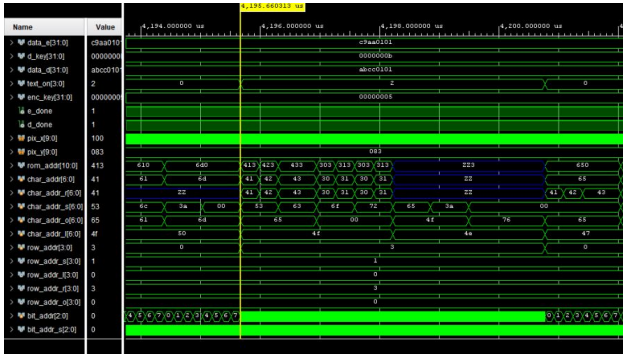 4,195.660313 us
Name Value 4,194.000000 us 4,196.000000 us 4,198.000000 us 4,200.000000 us
data_e[31:0] c9aa0101 c9aa0101
d_key[31:0] 0000000 0000000b
data_d[31:0] abcc0101 abcc0101
text_on[3:0] 2 0 2 0
enc_key[31:0] 0000000 00000005
e_done 1
d_done 1
pix_x[9:0] 100
pix_y[9:0] 083 083
rom_addr[10:0] 413 610 6d0 413 423 433 303 313 303 313 ZZ3 650
char_addr[6:0] 41 61 6d 41 42 43 30 31 30 31 ZZ 65
char_addr_r[6:0] 41 ZZ 41 42 43 30 31 30 31 ZZ 41 42 43
char_addr_s[6:0] 53 6c 3a 00 53 63 6f 72 65 3a 00
char_addr_o[6:0] 65 61 6d 65 00 4f 76 65
char_addr_l[6:0] 4f 50 4f 4e 47
row_addr[3:0] 3 0 3 0
row_addr_s[3:0] 1 1
row_addr_l[3:0] 0 0
row_addr_r[3:0] 3 3
row_addr_o[3:0] 0 0
bit_addr[2:0] 0 4 5 6 7 0 1 2 3 4 5 6 7 0 1 2 3 4 5 6 7
bit_addr_s[2:0] 0